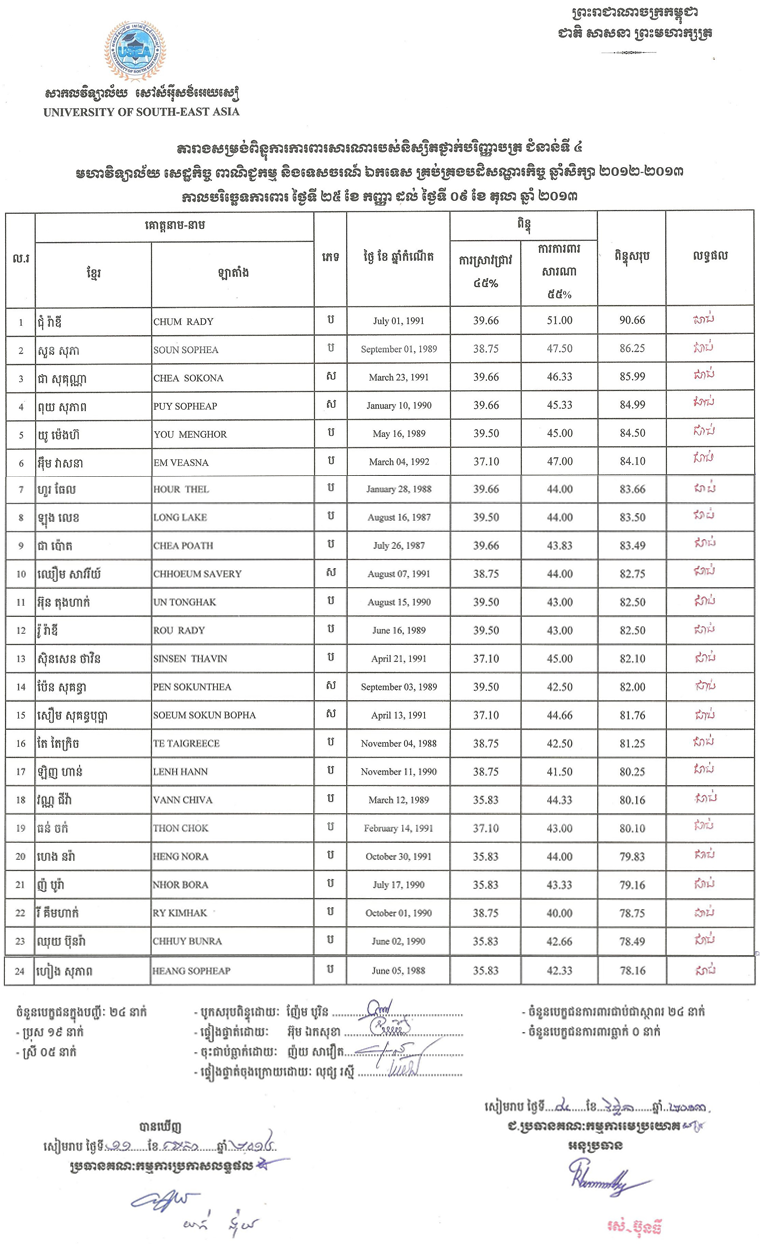 ព្រះរាជាណាចក្រកម្ពុជា
ជាតិ សាសនា ព្រះមហាក្សត្រ
សាកលវិទ្យាល័យ សៅស៍អ៊ីសថ៍អេយសៀ
UNIVERSITY OF SOUTH-EAST ASIA
តារាងសម្រង់ពិន្ទុការការពារសារណារបស់និស្សិតថ្នាក់បរិញ្ញាបត្រ ជំនាន់ទី ៤
មហាវិទ្យាល័យ សេដ្ឋកិច្ច ពាណិជ្ជកម្ម និងទេសចរណ៍ ឯកទេស គ្រប់គ្រងបដិសណ្ឋារកិច្ច ឆ្នាំសិក្សា ២០១២-២០១៣
កាលបរិច្ឆេទការពារ ថ្ងៃទី ២៥ ខែ កញ្ញា ដល់ ថ្ងៃទី ០៩ ខែ តុលា ឆ្នាំ ២០១៣
ល.រ គោត្តនាម-នាម ភេទ ថ្ងៃ ខែ ឆ្នាំកំណើត ពិន្ទុ ពិន្ទុសរុប លទ្ធផល
ខ្មែរ ឡាតាំង ការស្រាវជ្រាវ ៤៥% ការការពារសារណា ៥៥%
1 ជុំ រ៉ាឌី CHUM RADY ប July 01, 1991 39.66 51.00 90.66 ជាប់
2 សួន សុភា SOUN SOPHEA ប September 01, 1989 38.75 47.50 86.25 ជាប់
3 ជា សុគុណ្ណា CHEA SOKONA ស March 23, 1991 39.66 46.33 85.99 ជាប់
4 ពុយ សុភាព PUY SOPHEAP ស January 10, 1990 39.66 45.33 84.99 ជាប់
5 យូ ម៉េងហ៊ YOU MENGHOR ប May 16, 1989 39.50 45.00 84.50 ជាប់
6 អ៊ឹម វាសនា EM VEASNA ប March 04, 1992 37.10 47.00 84.10 ជាប់
7 ហួរ ថែល HOUR THEL ប January 28, 1988 39.66 44.00 83.66 ជាប់
8 ឡុង លេខ LONG LAKE ប August 16, 1987 39.50 44.00 83.50 ជាប់
9 ជា ប៉ោត CHEA POATH ប July 26, 1987 39.66 43.83 83.49 ជាប់
10 ឈឿម សាវរីយ៍ CHHOEUM SAVERY ស August 07, 1991 38.75 44.00 82.75 ជាប់
11 អ៊ុន តុងហាក់ UN TONGHAK ប August 15, 1990 39.50 43.00 82.50 ជាប់
12 រ៉ូ រ៉ាឌី ROU RADY ប June 16, 1989 39.50 43.00 82.50 ជាប់
13 ស៊ិនសេន ថាវិន SINSEN THAVIN ប April 21, 1991 37.10 45.00 82.10 ជាប់
14 ប៉ែន សុគន្ធា PEN SOKUNTHEA ស September 03, 1989 39.50 42.50 82.00 ជាប់
15 សឿម សុគន្ធបុប្ផា SOEUM SOKUN BOPHA ស April 13, 1991 37.10 44.66 81.76 ជាប់
16 តែ តៃគ្រិច TE TAIGREECE ប November 04, 1988 38.75 42.50 81.25 ជាប់
17 ឡិញ ហាន់ LENH HANN ប November 11, 1990 38.75 41.50 80.25 ជាប់
18 វណ្ណ ជីវ៉ា VANN CHIVA ប March 12, 1989 35.83 44.33 80.16 ជាប់
19 ធន់ ចក់ THON CHOK ប February 14, 1991 37.10 43.00 80.10 ជាប់
20 ហេង នរ៉ា HENG NORA ប October 30, 1991 35.83 44.00 79.83 ជាប់
21 ញ៉ បូរ៉ា NHOR BORA ប July 17, 1990 35.83 43.33 79.16 ជាប់
22 រី គឹមហាក់ RY KIMHAK ប October 01, 1990 38.75 40.00 78.75 ជាប់
23 ឈុយ ប៊ុនរ៉ា CHHUY BUNRA ប June 02, 1990 35.83 42.66 78.49 ជាប់
24 ហៀង សុភាព HEANG SOPHEAP ប June 05, 1988 35.83 42.33 78.16 ជាប់
ចំនួនបេក្ខជនក្នុងបញ្ជីៈ ២៤ នាក់ - បូកសរុបពិន្ទុដោយៈ ញ៉ែម បូរិន - ចំនួនបេក្ខជនការពារជាប់ជាស្ថាពរ ២៤ នាក់
- ប្រុស ១៩ នាក់ - ផ្ទៀងផ្ទាត់ដោយៈ អ៊ុម ឯកសុខា - ចំនួនបេក្ខជនការពារធ្លាក់ ០ នាក់
- ស្រី ០៥ នាក់ - ចុះជាប់ធ្លាក់ដោយៈ ញ៉យ សាវឿត
- ផ្ទៀងផ្ទាត់ចុងក្រោយដោយៈ លុជ្យ រស្មី
សៀមរាប ថ្ងៃទី ខែ តុលា ឆ្នាំ ២០១៣
ជ.ប្រធានគណៈកម្មការមេប្រយោគ
អនុប្រធាន
រស់ ប៊ុនធី
បានឃើញ
សៀមរាប ថ្ងៃទី ១១ ខែ ឆ្នាំ ២០១៤
ប្រធានគណៈកម្មការប្រកាសលទ្ធផល